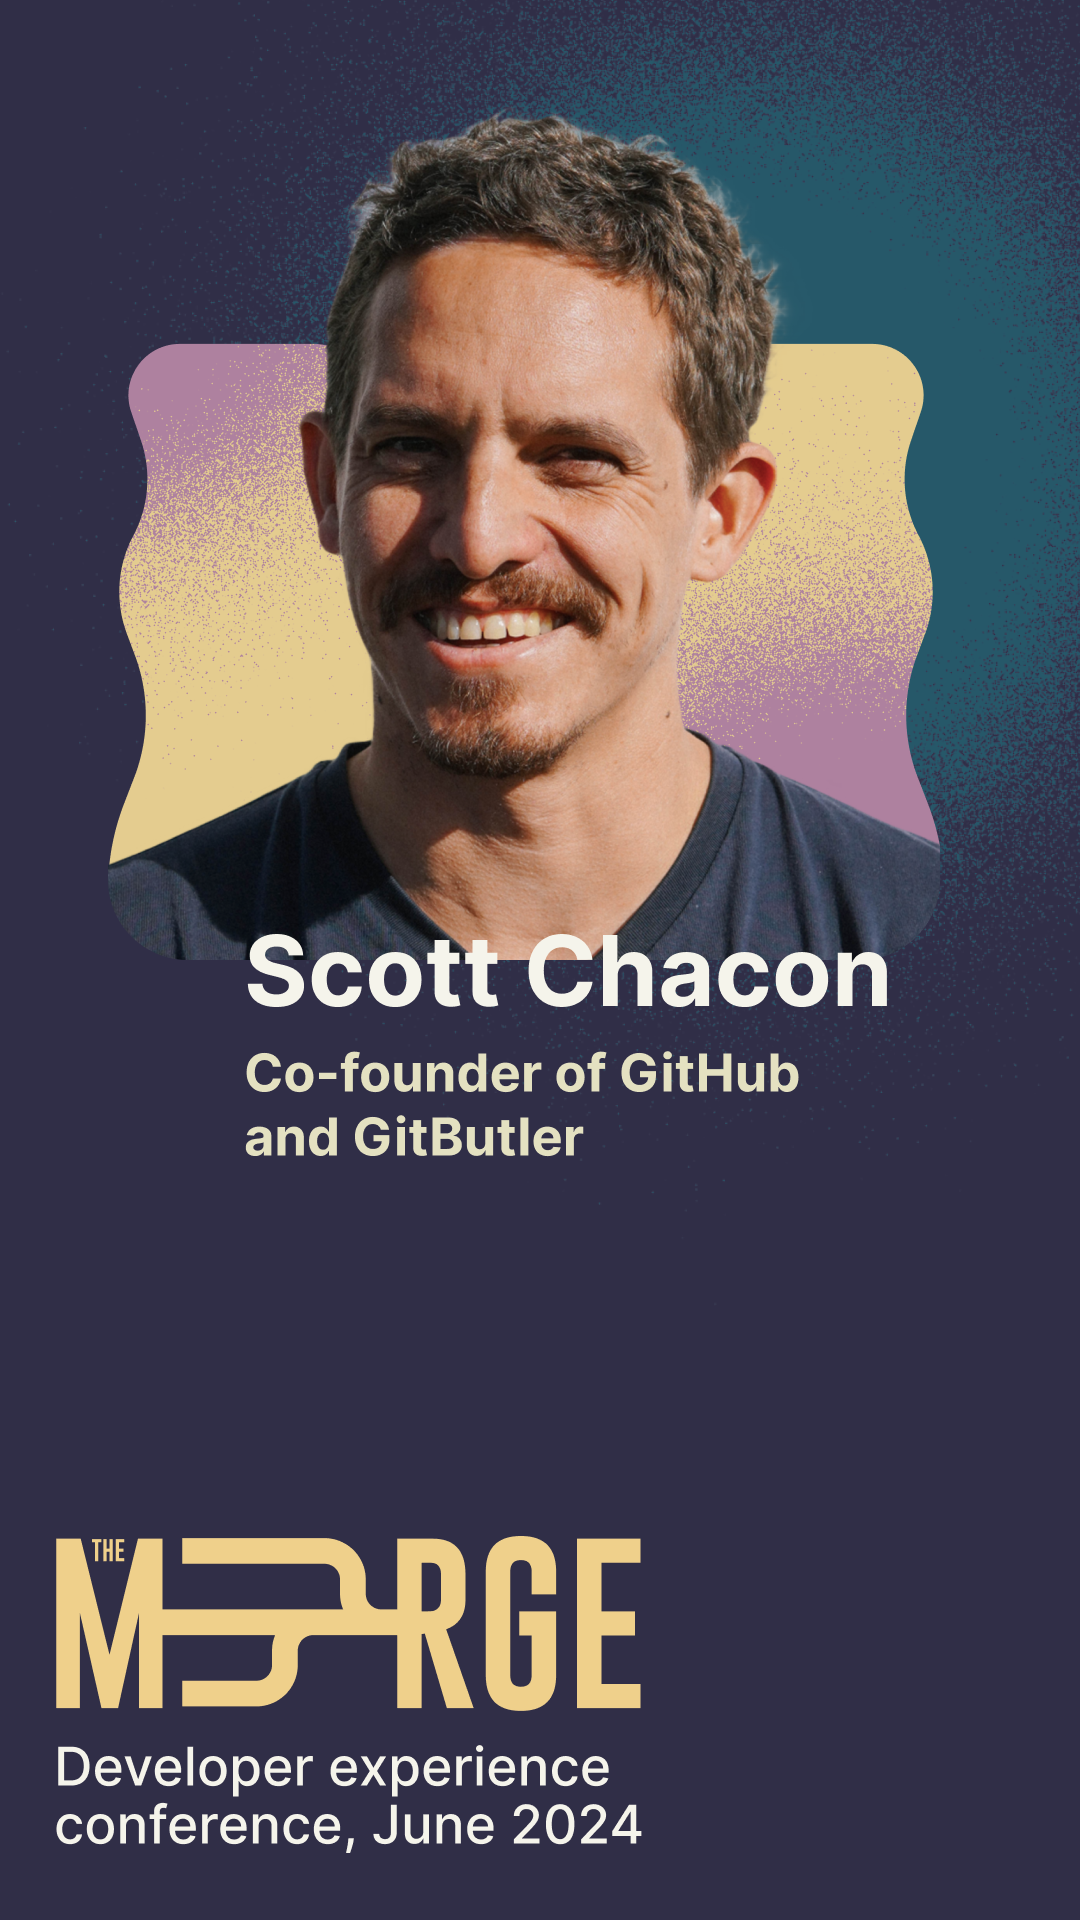 Scott Chacon
Co-founder of GitHub
and GitButler
THE
MERGE
Developer experience
conference, June 2024